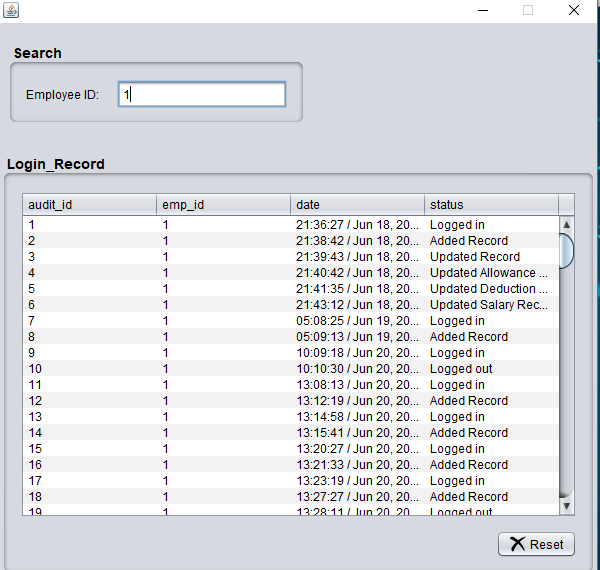 Search
Employee ID: 1
Login_Record
audit_id emp_id date status
1 1 21:36:27 / Jun 18, 20... Logged in
2 1 21:38:42 / Jun 18, 20... Added Record
3 1 21:39:43 / Jun 18, 20... Updated Record
4 1 21:40:42 / Jun 18, 20... Updated Allowance ...
5 1 21:41:35 / Jun 18, 20... Updated Deduction ...
6 1 21:43:12 / Jun 18, 20... Updated Salary Rec...
7 1 05:08:25 / Jun 19, 20... Logged in
8 1 05:09:13 / Jun 19, 20... Added Record
9 1 10:09:18 / Jun 20, 20... Logged in
10 1 10:10:30 / Jun 20, 20... Logged out
11 1 13:08:13 / Jun 20, 20... Logged in
12 1 13:12:19 / Jun 20, 20... Added Record
13 1 13:14:58 / Jun 20, 20... Logged in
14 1 13:15:41 / Jun 20, 20... Added Record
15 1 13:20:27 / Jun 20, 20... Logged in
16 1 13:21:33 / Jun 20, 20... Added Record
17 1 13:23:19 / Jun 20, 20... Logged in
18 1 13:27:27 / Jun 20, 20... Added Record
19 1 13:28:11 / Jun 20, 20... Logged out
Reset